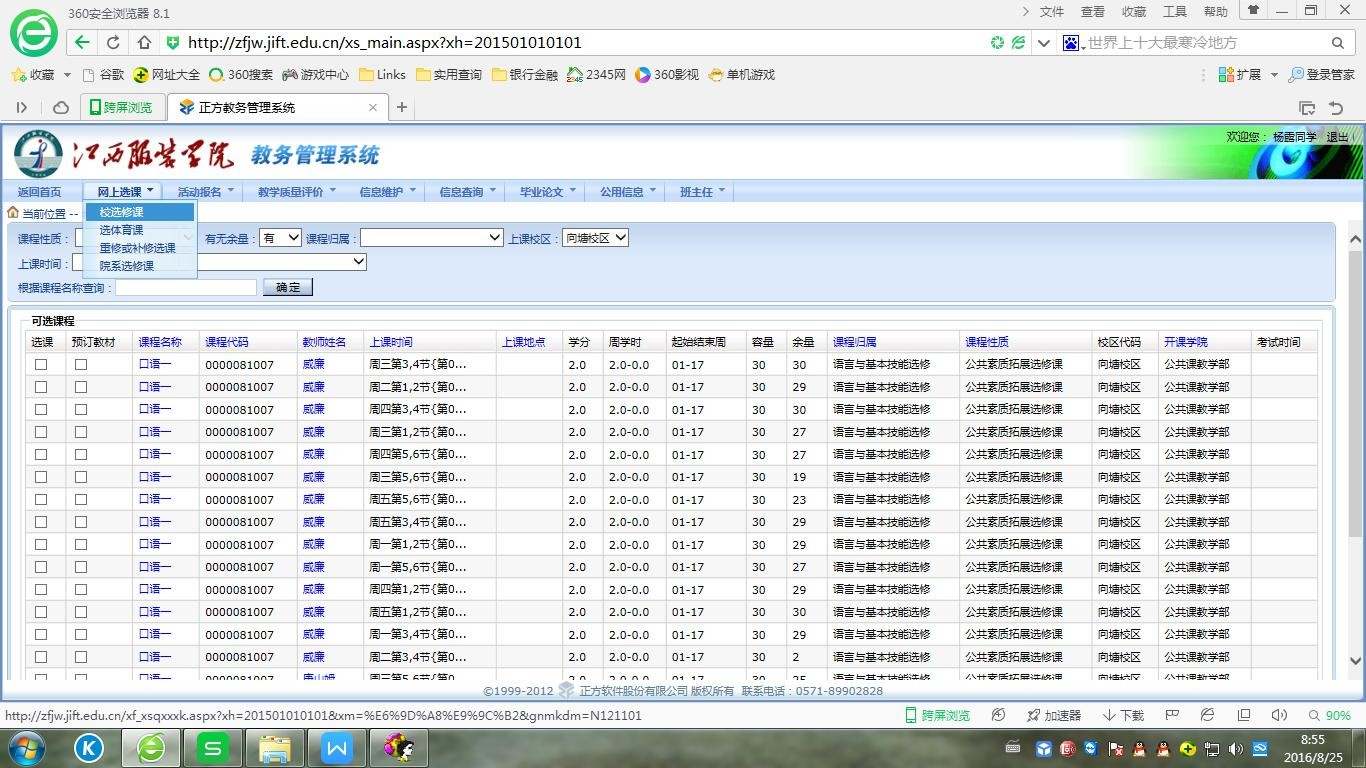 360安全浏览器 8.1
文件 查看 收藏 工具 帮助
http://zfjw.jift.edu.cn/xs_main.aspx?xh=201501010101
世界上十大最寒冷地方
收藏 谷歌 网址大全 360搜索 游戏中心 Links 实用查询 银行金融 2345网 360影视 单机游戏 扩展 登录管家
跨屏浏览 正方教务管理系统
江西服装学院 教务管理系统
欢迎您： 杨露同学 退出
返回首页 网上选课 活动报名 教学质量评价 信息维护 信息查询 毕业论文 公用信息 班主任
当前位置 --
校选修课
选体育课
重修或补修选课
院系选修课
课程性质： 有无余量： 有 课程归属： 上课校区： 向塘校区
上课时间：
根据课程名称查询： 确定
可选课程
选课 预订教材 课程名称 课程代码 教师姓名 上课时间 上课地点 学分 周学时 起始结束周 容量 余量 课程归属 课程性质 校区代码 开课学院 考试时间
口语一 0000081007 威廉 周三第3,4节{第0... 2.0 2.0-0.0 01-17 30 30 语言与基本技能选修 公共素质拓展选修课 向塘校区 公共课教学部
口语一 0000081007 威廉 周二第1,2节{第0... 2.0 2.0-0.0 01-17 30 29 语言与基本技能选修 公共素质拓展选修课 向塘校区 公共课教学部
口语一 0000081007 威廉 周四第3,4节{第0... 2.0 2.0-0.0 01-17 30 30 语言与基本技能选修 公共素质拓展选修课 向塘校区 公共课教学部
口语一 0000081007 威廉 周三第1,2节{第0... 2.0 2.0-0.0 01-17 30 27 语言与基本技能选修 公共素质拓展选修课 向塘校区 公共课教学部
口语一 0000081007 威廉 周四第5,6节{第0... 2.0 2.0-0.0 01-17 30 27 语言与基本技能选修 公共素质拓展选修课 向塘校区 公共课教学部
口语一 0000081007 威廉 周三第5,6节{第0... 2.0 2.0-0.0 01-17 30 19 语言与基本技能选修 公共素质拓展选修课 向塘校区 公共课教学部
口语一 0000081007 威廉 周五第5,6节{第0... 2.0 2.0-0.0 01-17 30 23 语言与基本技能选修 公共素质拓展选修课 向塘校区 公共课教学部
口语一 0000081007 威廉 周五第3,4节{第0... 2.0 2.0-0.0 01-17 30 29 语言与基本技能选修 公共素质拓展选修课 向塘校区 公共课教学部
口语一 0000081007 威廉 周一第1,2节{第0... 2.0 2.0-0.0 01-17 30 29 语言与基本技能选修 公共素质拓展选修课 向塘校区 公共课教学部
口语一 0000081007 威廉 周一第5,6节{第0... 2.0 2.0-0.0 01-17 30 27 语言与基本技能选修 公共素质拓展选修课 向塘校区 公共课教学部
口语一 0000081007 威廉 周四第1,2节{第0... 2.0 2.0-0.0 01-17 30 29 语言与基本技能选修 公共素质拓展选修课 向塘校区 公共课教学部
口语一 0000081007 威廉 周五第1,2节{第0... 2.0 2.0-0.0 01-17 30 30 语言与基本技能选修 公共素质拓展选修课 向塘校区 公共课教学部
口语一 0000081007 威廉 周一第3,4节{第0... 2.0 2.0-0.0 01-17 30 29 语言与基本技能选修 公共素质拓展选修课 向塘校区 公共课教学部
口语一 0000081007 威廉 周二第3,4节{第0... 2.0 2.0-0.0 01-17 30 2 语言与基本技能选修 公共素质拓展选修课 向塘校区 公共课教学部
口语一 0000081007 周三第5,6节{第0... 2.0 2.0-0.0 01-17 30 25 语言与基本技能选修 公共素质拓展选修课 向塘校区 公共课教学部
©1999-2012 正方软件股份有限公司 版权所有 联系电话：0571-89902828
http://zfjw.jift.edu.cn/xf_xsqxxxk.aspx?xh=201501010101&xm=%E6%9D%A8%E9%9C%B2&gnmkdm=N121101
跨屏浏览 加速器 下载 90%
K S W
8:55
2016/8/25